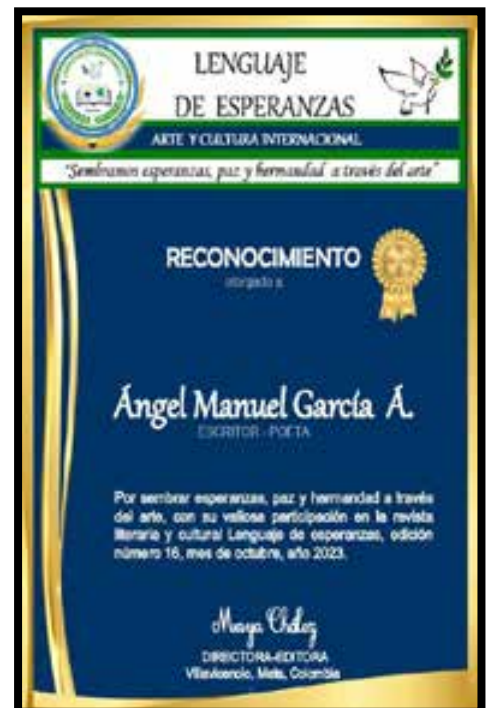 LENGUAJE
DE ESPERANZAS
ARTE Y CULTURA INTERNACIONAL
"Sembramos esperanzas, paz y hermandad a través del arte"
RECONOCIMIENTO
otorgado a
Ángel Manuel García Á.
ESCRITOR - POETA
Por sembrar esperanzas, paz y hermandad a través
del arte, con su valiosa participación en la revista
literaria y cultural Lenguaje de esperanzas, edición
número 16, mes de octubre, año 2023.
DIRECTORA-EDITORA
Villavicencio, Meta, Colombia